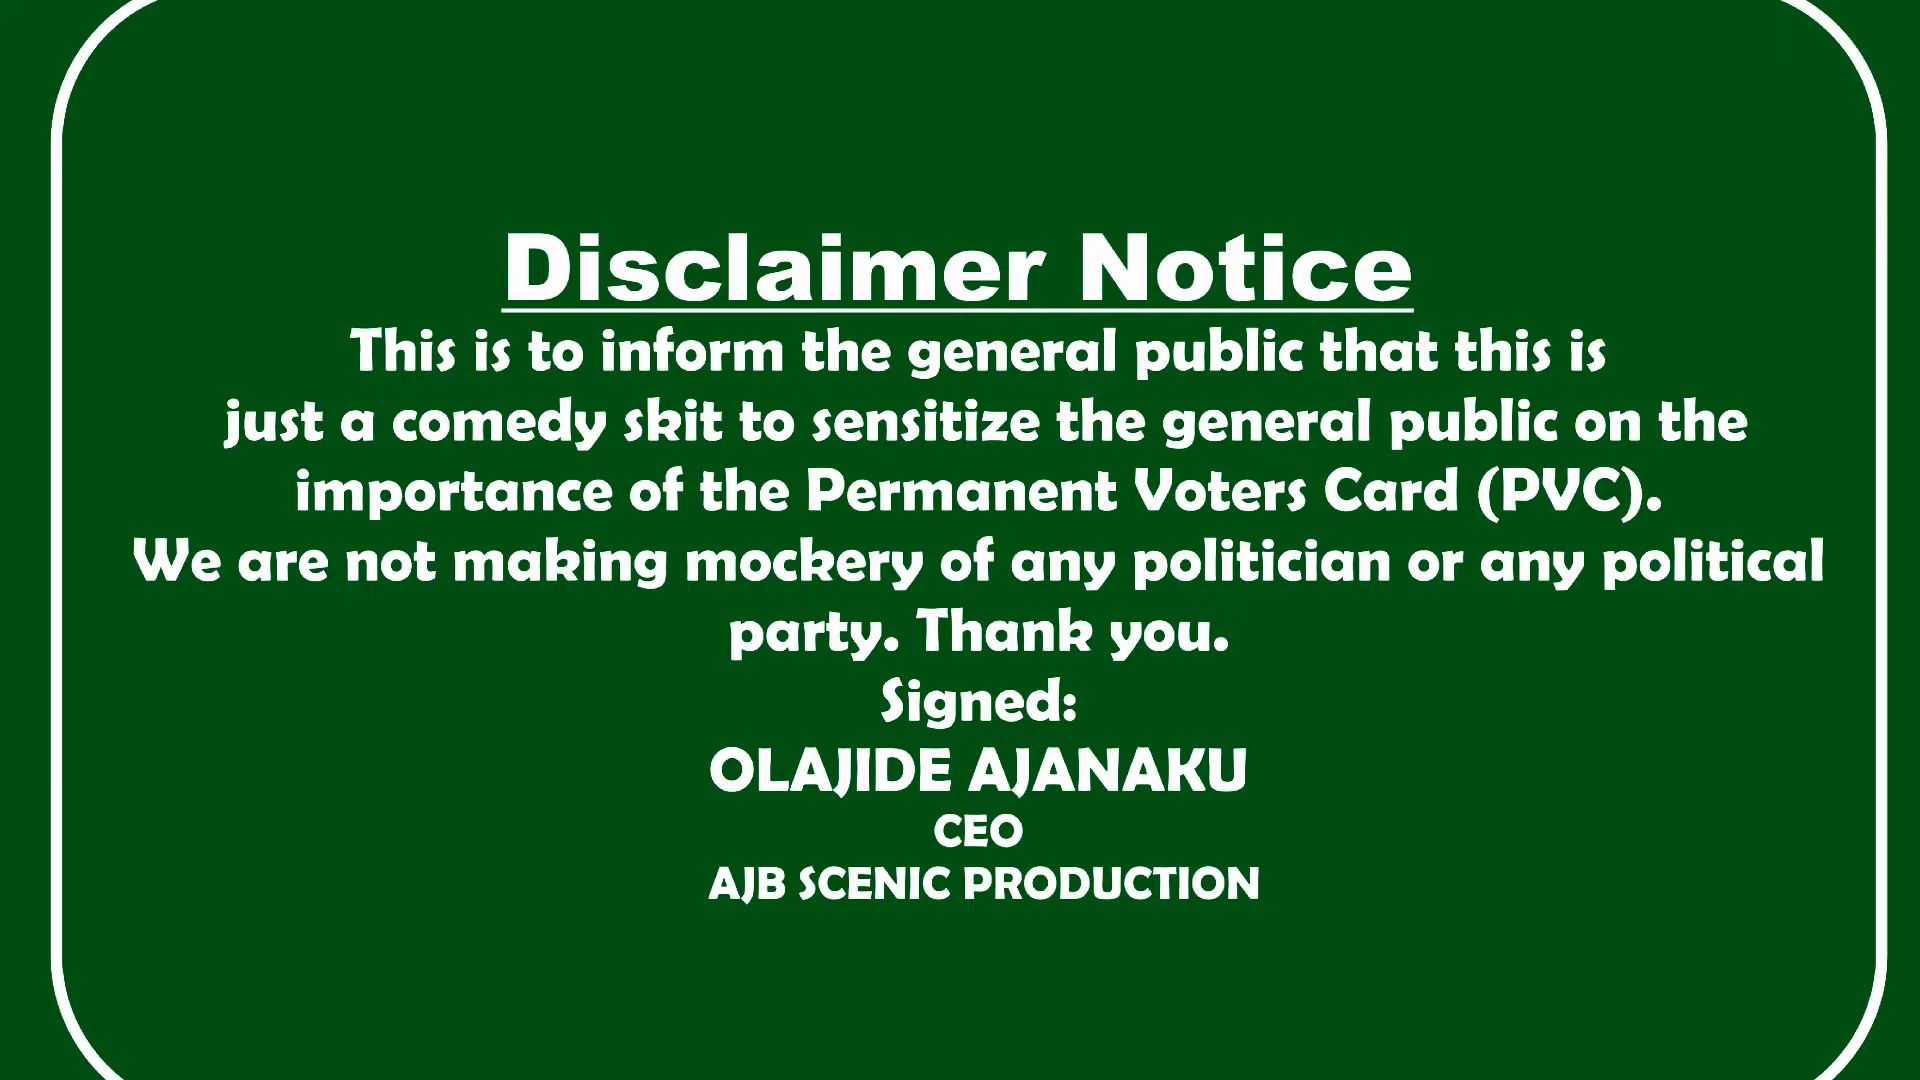 Disclaimer Notice
This is to inform the general public that this is
just a comedy skit to sensitize the general public on the
importance of the Permanent Voters Card (PVC).
We are not making mockery of any politician or any political
party. Thank you.
Signed:
OLAJIDE AJANAKU
CEO
AJB SCENIC PRODUCTION